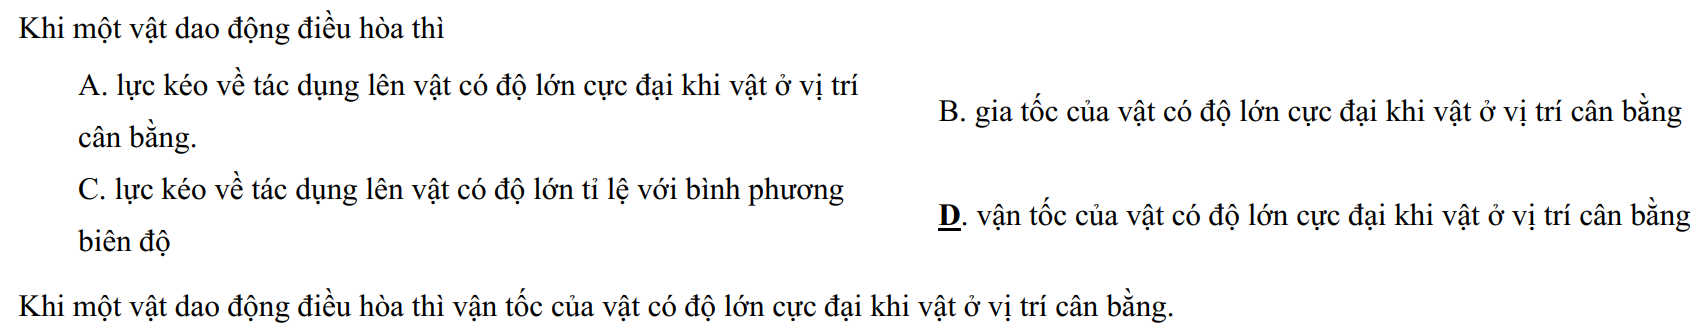 Khi một vật dao động điều hòa thì
A. lực kéo về tác dụng lên vật có độ lớn cực đại khi vật ở vị trí
cân bằng.
B. gia tốc của vật có độ lớn cực đại khi vật ở vị trí cân bằng
C. lực kéo về tác dụng lên vật có độ lớn tỉ lệ với bình phương
biên độ
D. vận tốc của vật có độ lớn cực đại khi vật ở vị trí cân bằng
Khi một vật dao động điều hòa thì vận tốc của vật có độ lớn cực đại khi vật ở vị trí cân bằng.